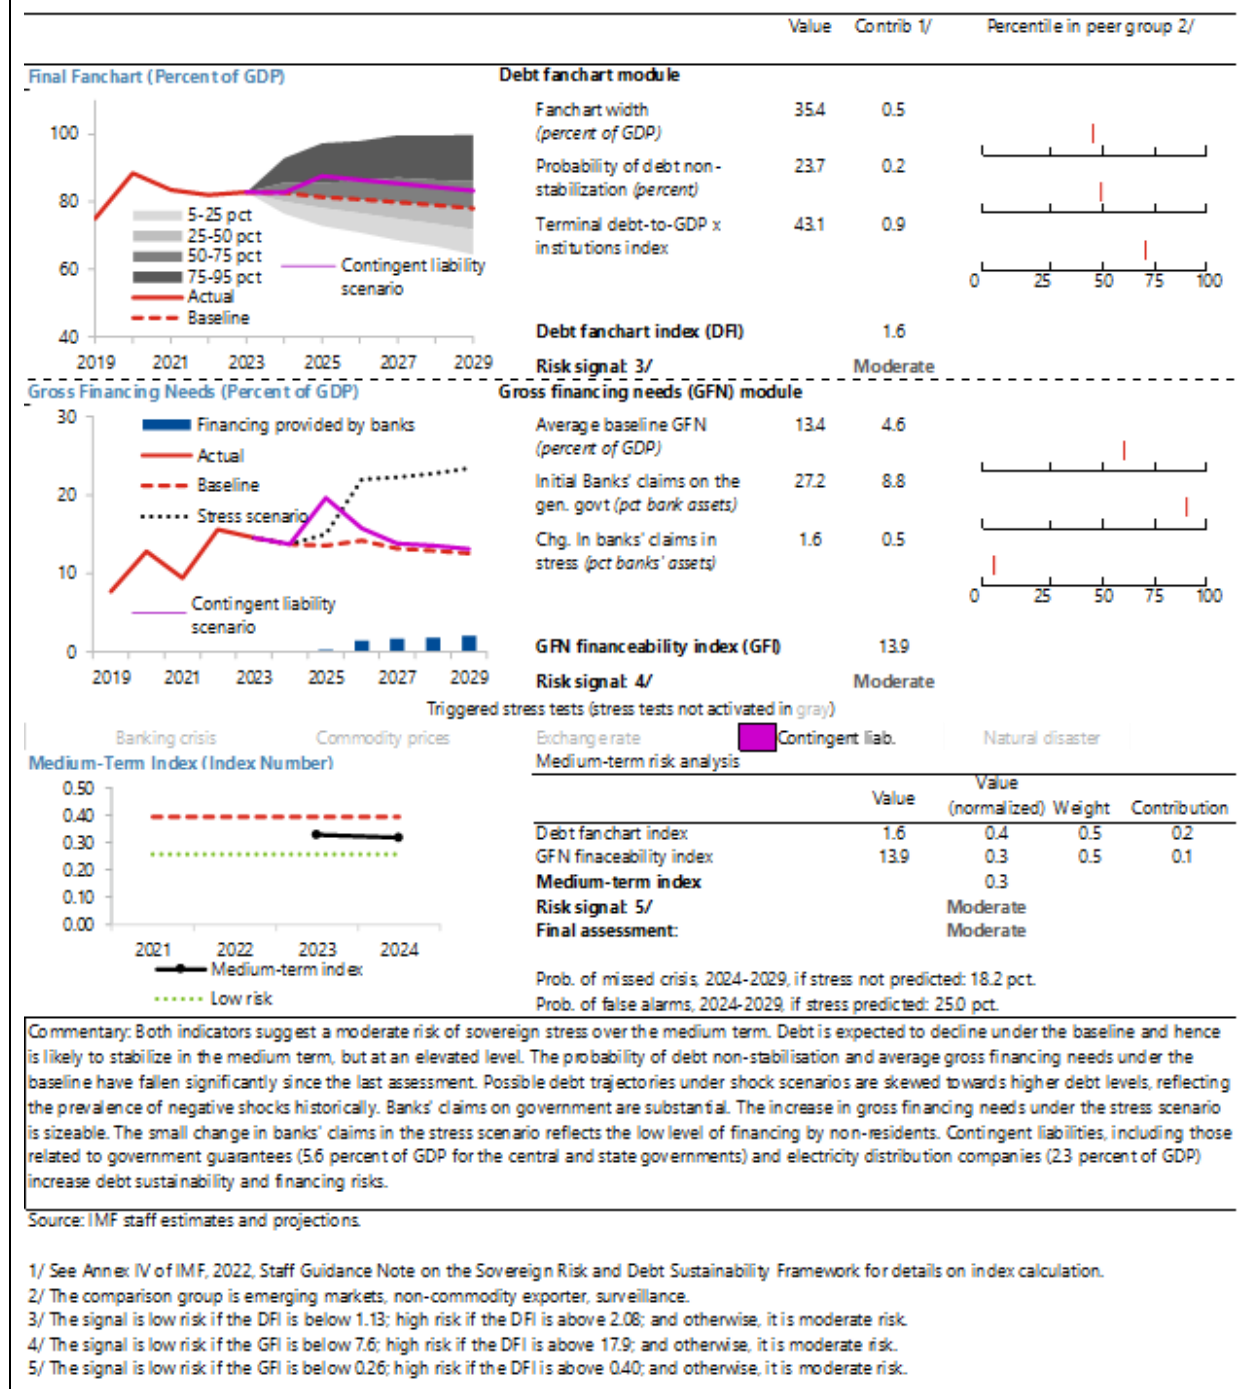 Value Contrib 1/ Percentile in peer group 2/
Final Fanchart (Percent of GDP)
100
80
60
40
5-25 pct
25-50 pct
50-75 pct
75-95 pct
Actual
Baseline
Contingent liability
scenario
2019 2021 2023 2025 2027 2029
Debt fanchart module
Fanchart width 35.4 0.5
(percent of GDP)
Probability of debt non- 23.7 0.2
stabilization (percent)
Terminal debt-to-GDP x 43.1 0.9
institutions index
0 25 50 75 100
Debt fanchart index (DFI) 1.6
Risk signal: 3/ Moderate
Gross Financing Needs (Percent of GDP)
30
20
10
0
Financing provided by banks
Actual
Baseline
Stress scenario
Contingent liability
scenario
2019 2021 2023 2025 2027 2029
Gross financing needs (GFN) module
Average baseline GFN 13.4 4.6
(percent of GDP)
Initial Banks' claims on the 27.2 8.8
gen. govt (pct bank assets)
Chg. In banks' claims in 1.6 0.5
stress (pct banks' assets)
0 25 50 75 100
GFN financeability index (GFI) 13.9
Risk signal: 4/ Moderate
Triggered stress tests (stress tests not activated in gray)
Banking crisis Commodity prices Exchange rate Contingent liab. Natural disaster
Medium-Term Index (Index Number)
0.50
0.40
0.30
0.20
0.10
0.00
2021 2022 2023 2024
Medium-term index
Low risk
Medium-term risk analysis
Value
Value (normalized) Weight Contribution
Debt fanchart index 1.6 0.4 0.5 0.2
GFN finaceability index 13.9 0.3 0.5 0.1
Medium-term index 0.3
Risk signal: 5/ Moderate
Final assessment: Moderate
Prob. of missed crisis, 2024-2029, if stress not predicted: 18.2 pct.
Prob. of false alarms, 2024-2029, if stress predicted: 25.0 pct.
Commentary: Both indicators suggest a moderate risk of sovereign stress over the medium term. Debt is expected to decline under the baseline and hence
is likely to stabilize in the medium term, but at an elevated level. The probability of debt non-stabilisation and average gross financing needs under the
baseline have fallen significantly since the last assessment. Possible debt trajectories under shock scenarios are skewed towards higher debt levels, reflecting
the prevalence of negative shocks historically. Banks' claims on government are substantial. The increase in gross financing needs under the stress scenario
is sizeable. The small change in banks' claims in the stress scenario reflects the low level of financing by non-residents. Contingent liabilities, including those
related to government guarantees (5.6 percent of GDP for the central and state governments) and electricity distribution companies (2.3 percent of GDP)
increase debt sustainability and financing risks.
Source: IMF staff estimates and projections.
1/ See Annex IV of IMF, 2022, Staff Guidance Note on the Sovereign Risk and Debt Sustainability Framework for details on index calculation.
2/ The comparison group is emerging markets, non-commodity exporter, surveillance.
3/ The signal is low risk if the DFI is below 1.13; high risk if the DFI is above 2.08; and otherwise, it is moderate risk.
4/ The signal is low risk if the GFI is below 7.6; high risk if the DFI is above 17.9; and otherwise, it is moderate risk.
5/ The signal is low risk if the GFI is below 0.26; high risk if the DFI is above 0.40; and otherwise, it is moderate risk.